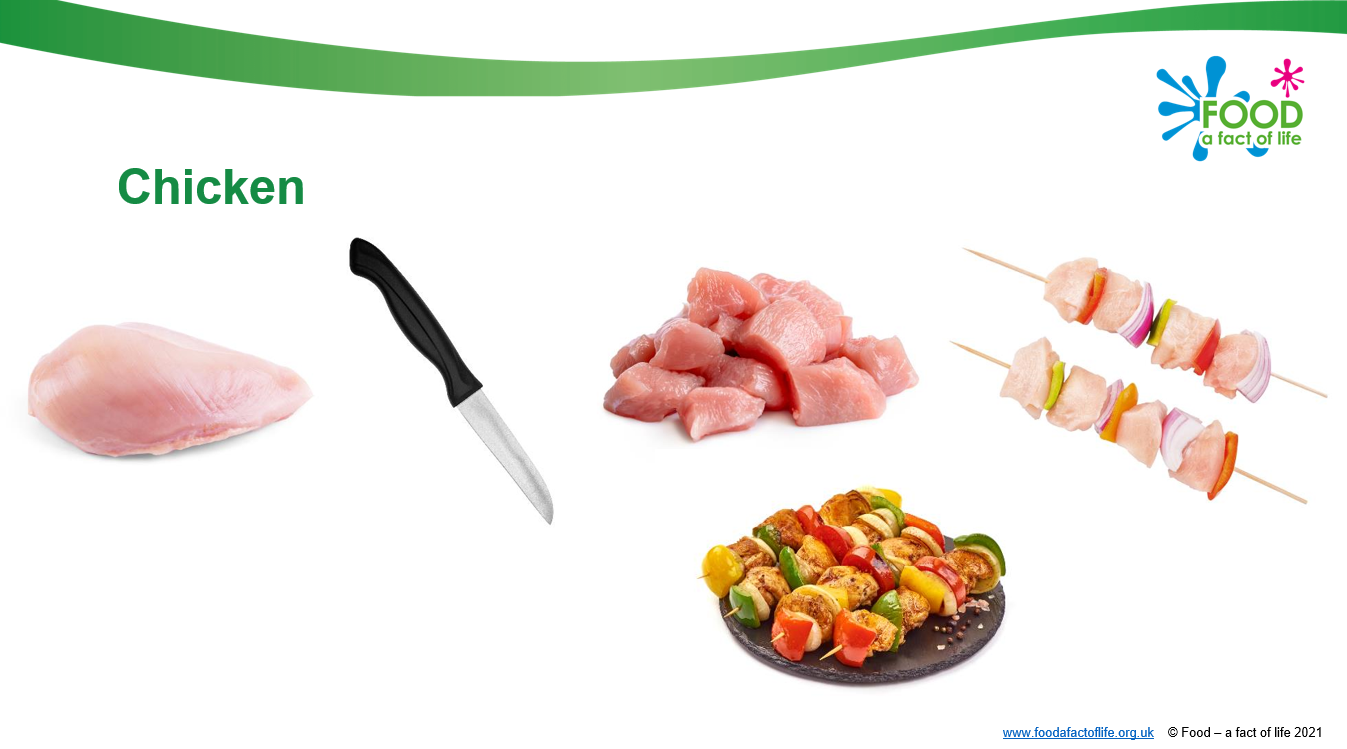 FOOD
a fact of life
Chicken
www.foodafactoflife.org.uk © Food – a fact of life 2021